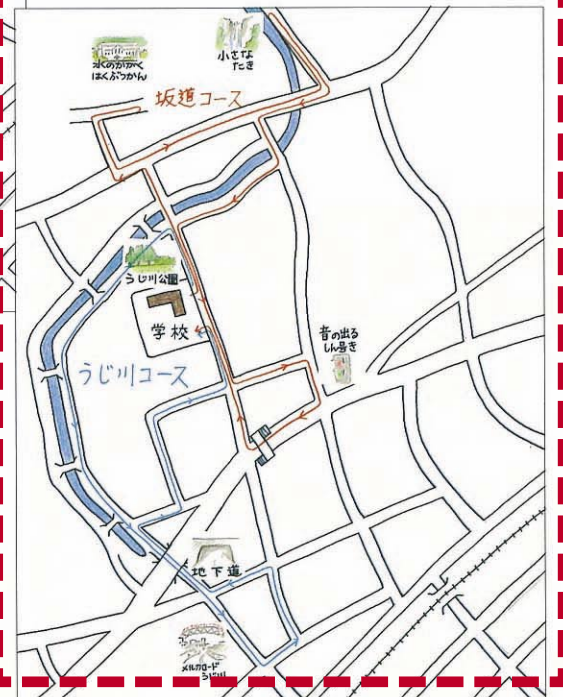 水のかがく
はくぶつかん
小さな
たき
坂道コース
うじ川公園
学校
音の出る
しん号き
うじ川コース
地下道
メルカロード
うじ川